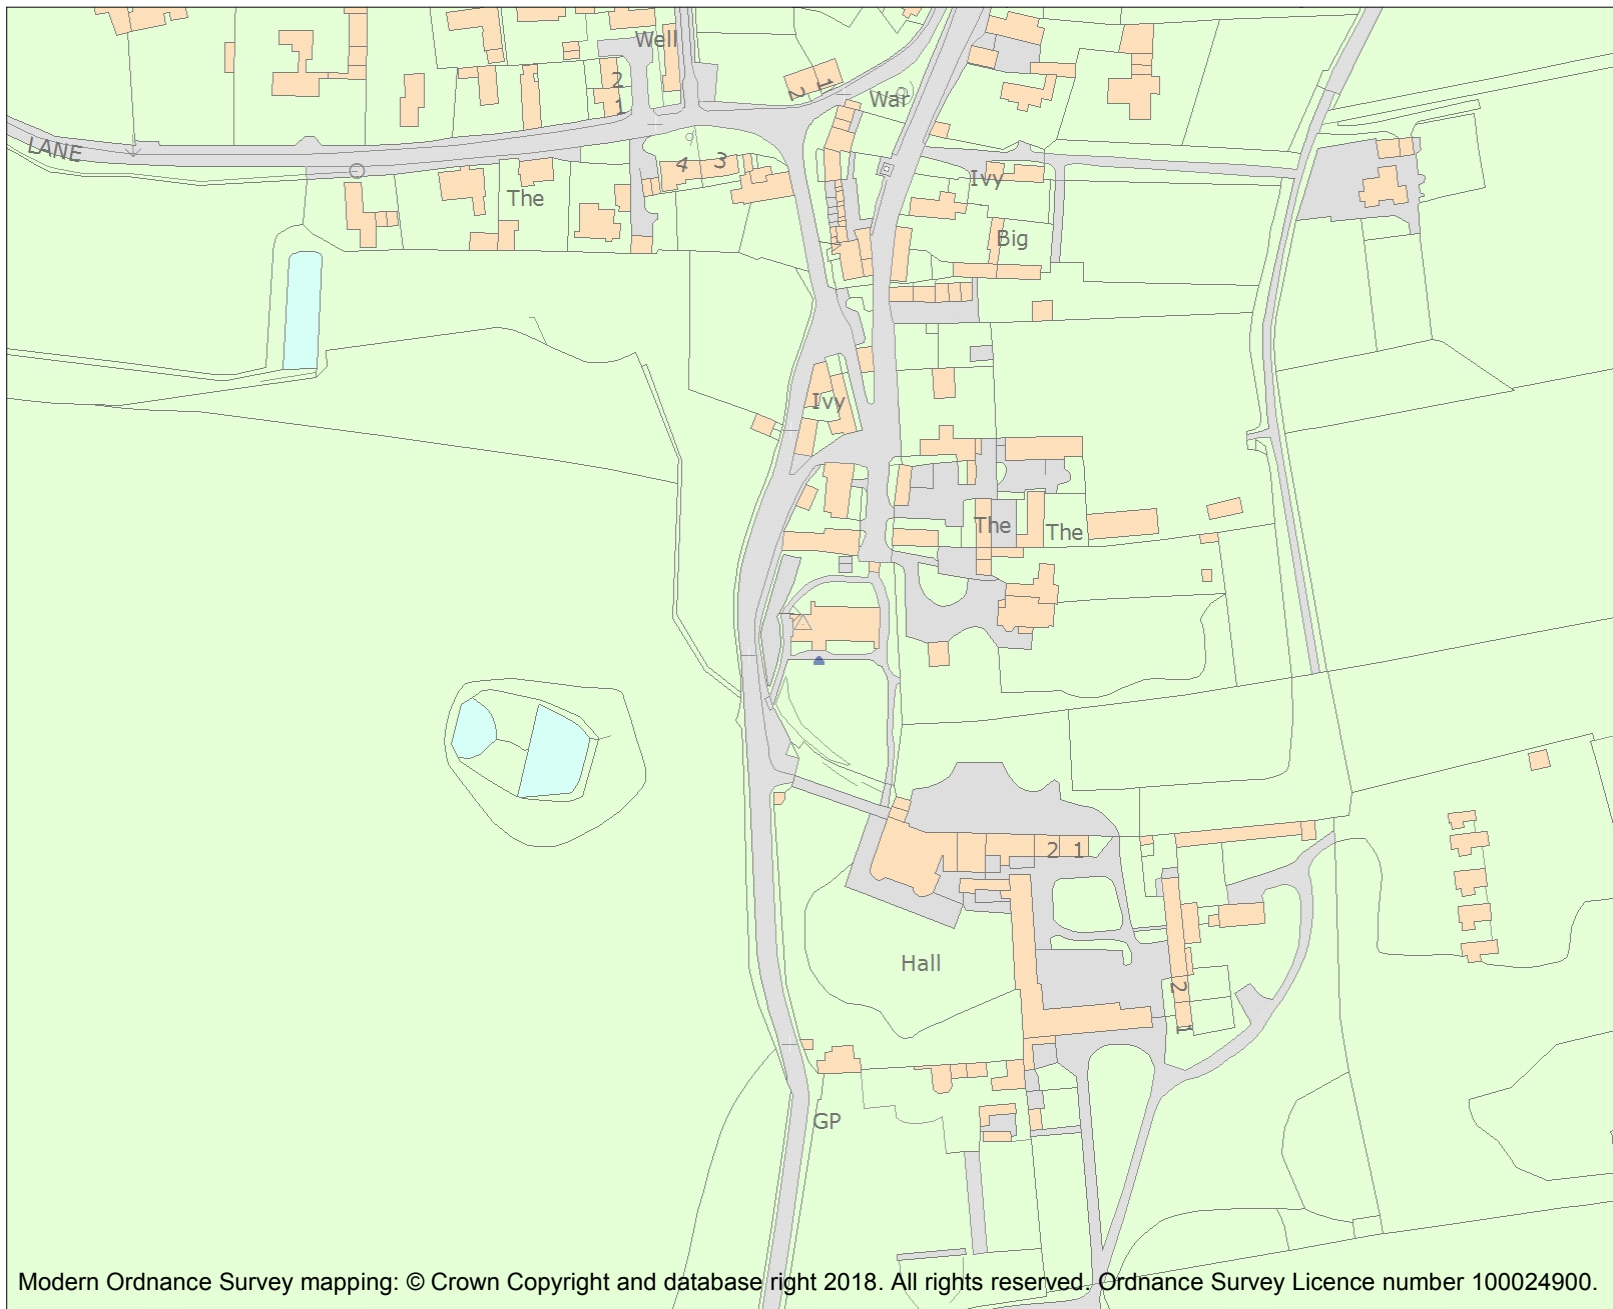 Well
2
1
1
2
War
LANE
4
3
The
Ivy
Big
Ivy
The
The
2
1
Hall
2
1
GP
Modern Ordnance Survey mapping: © Crown Copyright and database right 2018. All rights reserved. Ordnance Survey Licence number 100024900.